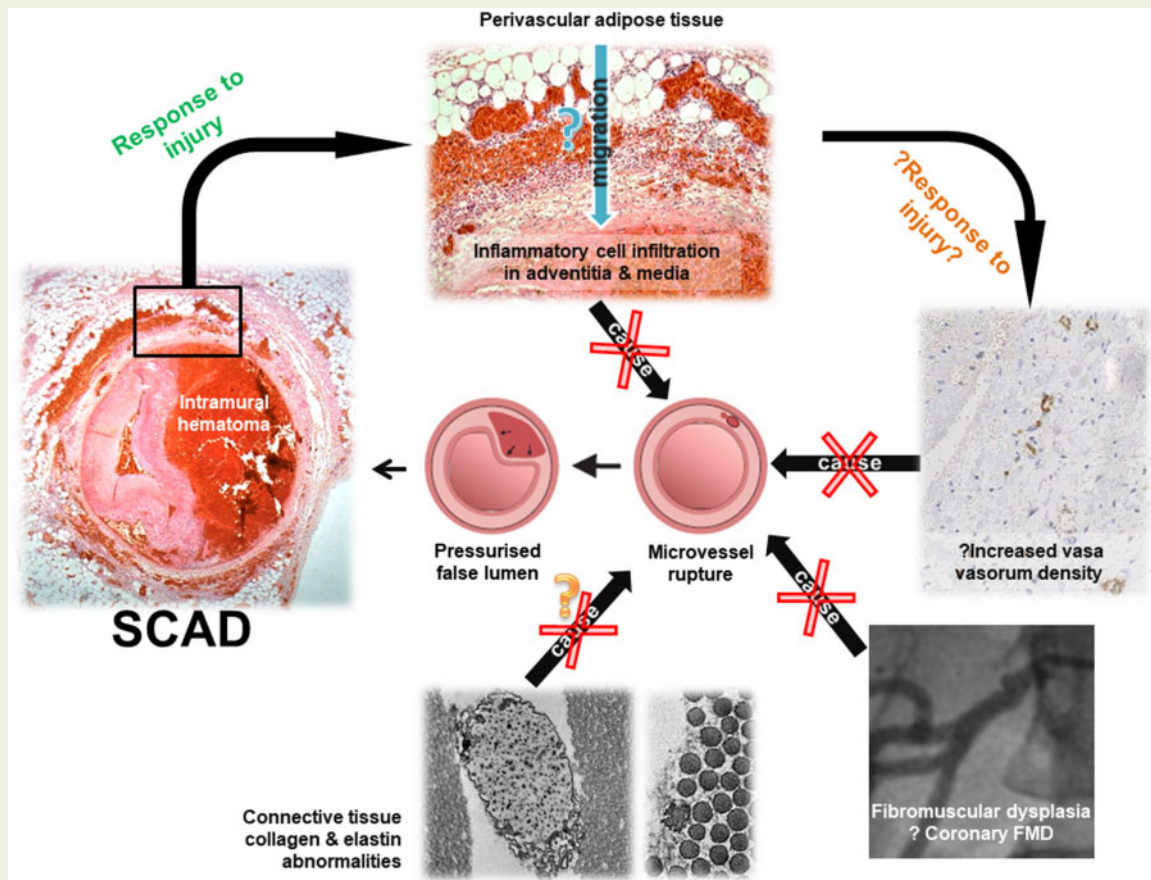 Perivascular adipose tissue
Response to
injury
?
migration
?Response to
injury?
Inflammatory cell infiltration
in adventitia & media
cause
Intramural
hematoma
cause
Pressurised
false lumen
Microvessel
rupture
?Increased vasa
vasorum density
SCAD
?
cause
cause
Connective tissue
collagen & elastin
abnormalities
Fibromuscular dysplasia
? Coronary FMD